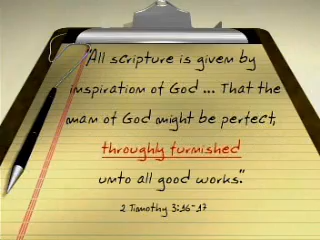 "All scripture is given by
inspiration of God ... That the
man of God might be perfect,
throughly furnished
unto all good works."
2 Timothy 3:16-17